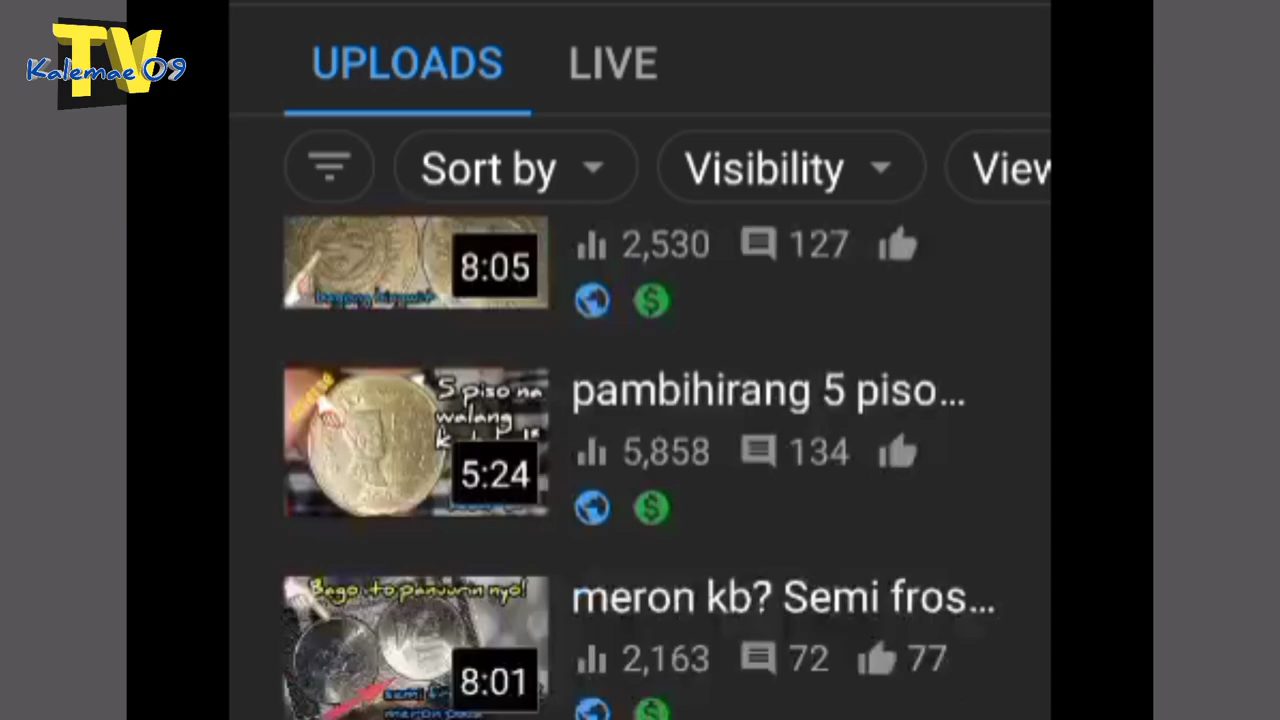 TV
Kalemae 09
UPLOADS LIVE
Sort by Visibility View
2,530 127
8:05
pambihirang 5 piso...
5 piso na
walang
5,858 134
5:24
meron kb? Semi fros...
Bago ito panuurin nyo!
2,163 72 77
8:01